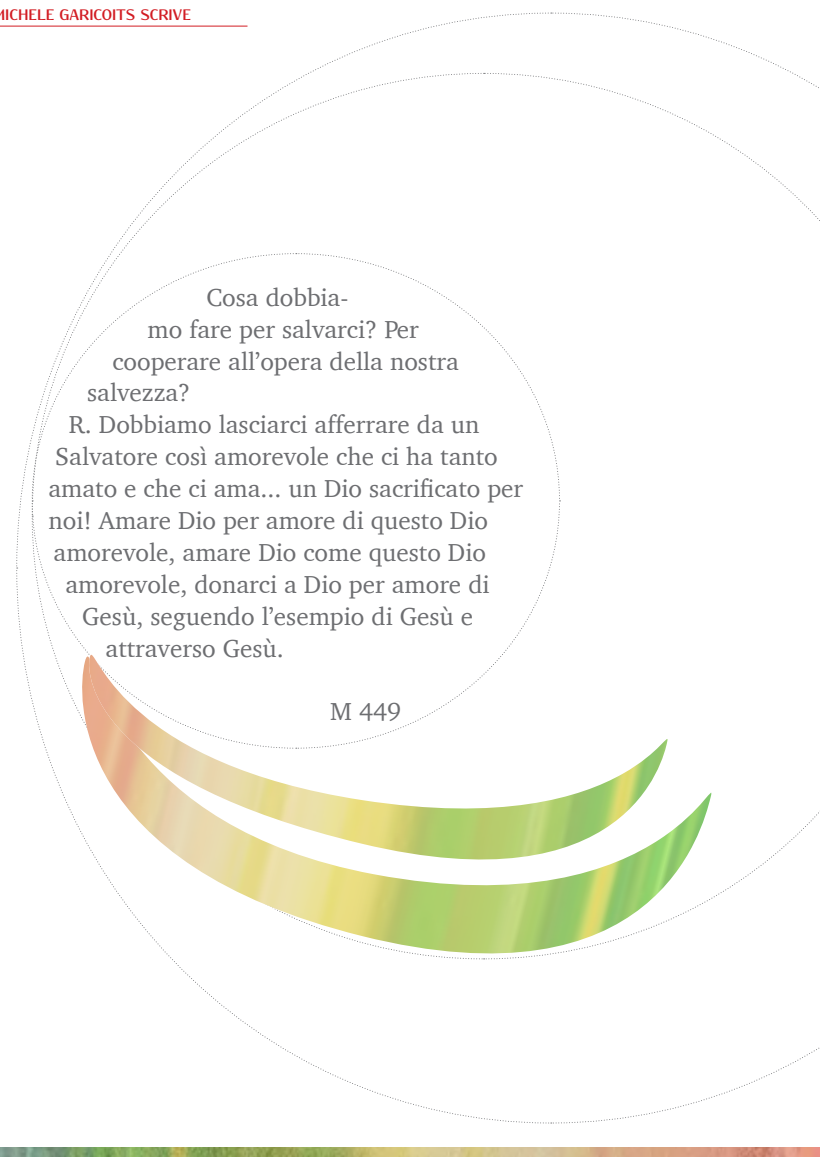 MICHELE GARICOITS SCRIVE
Cosa dobbia-
mo fare per salvarci? Per
cooperare all’opera della nostra
salvezza?
R. Dobbiamo lasciarci afferrare da un
Salvatore così amorevole che ci ha tanto
amato e che ci ama... un Dio sacrificato per
noi! Amare Dio per amore di questo Dio
amorevole, amare Dio come questo Dio
amorevole, donarci a Dio per amore di
Gesù, seguendo l’esempio di Gesù e
attraverso Gesù.
M 449